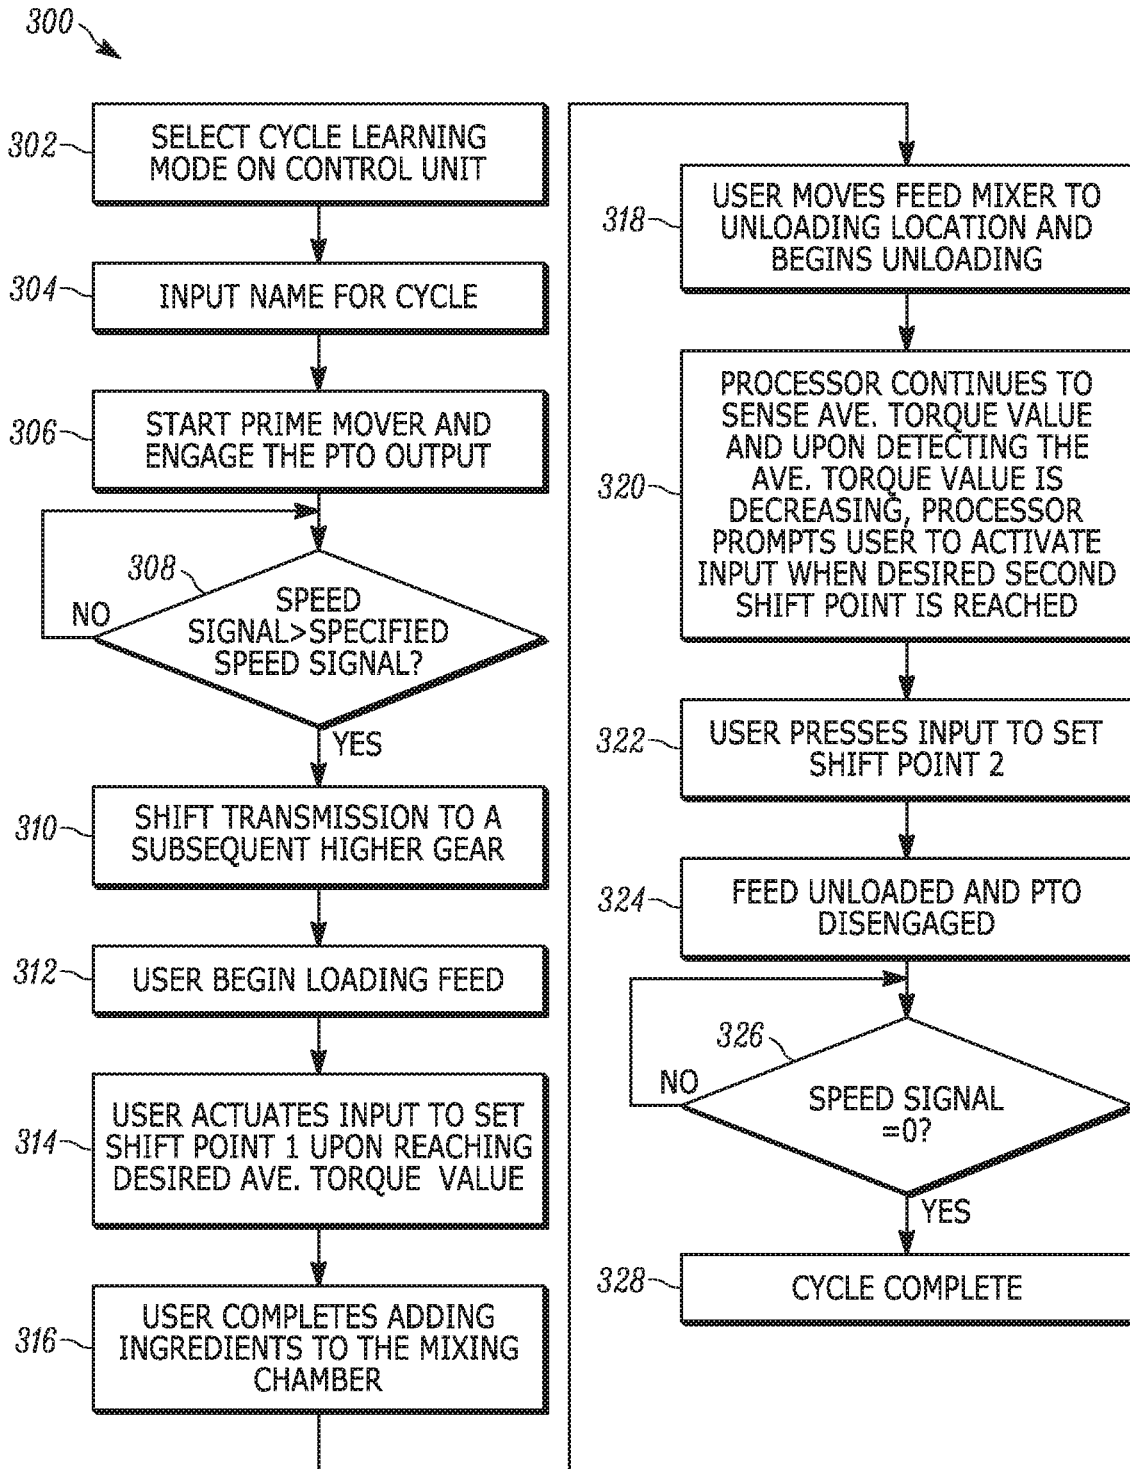 300
302
SELECT CYCLE LEARNING
MODE ON CONTROL UNIT
304
INPUT NAME FOR CYCLE
306
START PRIME MOVER AND
ENGAGE THE PTO OUTPUT
308
NO
SPEED
SIGNAL>SPECIFIED
SPEED SIGNAL?
YES
310
SHIFT TRANSMISSION TO A
SUBSEQUENT HIGHER GEAR
312
USER BEGIN LOADING FEED
314
USER ACTUATES INPUT TO SET
SHIFT POINT 1 UPON REACHING
DESIRED AVE. TORQUE VALUE
316
USER COMPLETES ADDING
INGREDIENTS TO THE MIXING
CHAMBER
318
USER MOVES FEED MIXER TO
UNLOADING LOCATION AND
BEGINS UNLOADING
320
PROCESSOR CONTINUES TO
SENSE AVE. TORQUE VALUE
AND UPON DETECTING THE
AVE. TORQUE VALUE IS
DECREASING, PROCESSOR
PROMPTS USER TO ACTIVATE
INPUT WHEN DESIRED SECOND
SHIFT POINT IS REACHED
322
USER PRESSES INPUT TO SET
SHIFT POINT 2
324
FEED UNLOADED AND PTO
DISENGAGED
326
NO
SPEED SIGNAL
=0?
YES
328
CYCLE COMPLETE